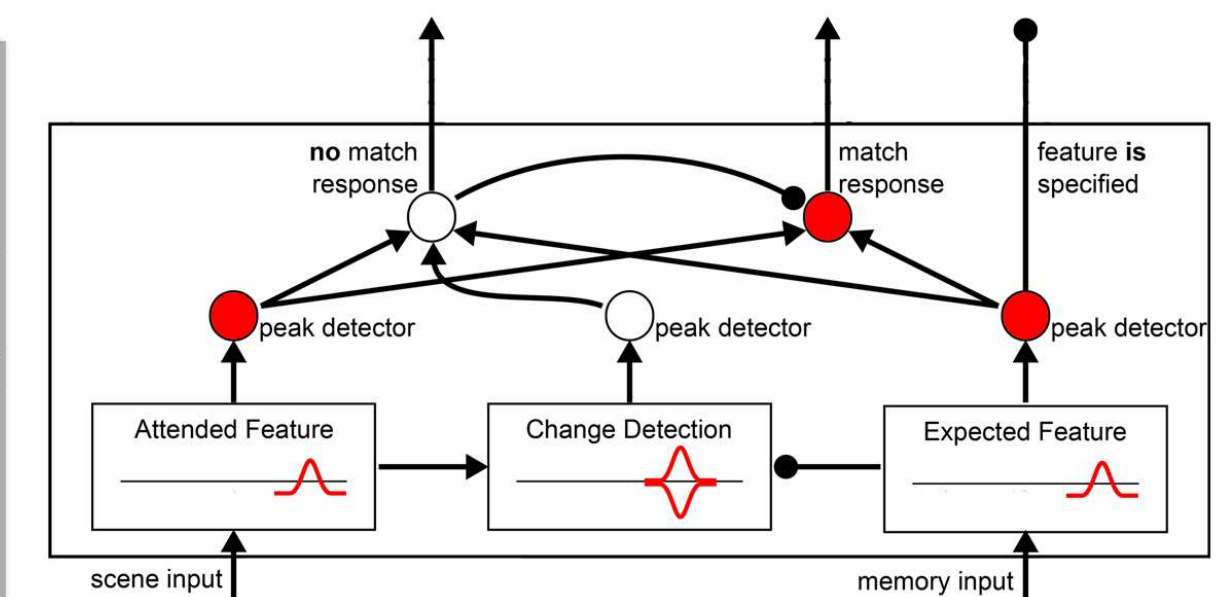 no match
response
match
response
feature is
specified
peak detector
peak detector
peak detector
Attended Feature
Change Detection
Expected Feature
scene input
memory input